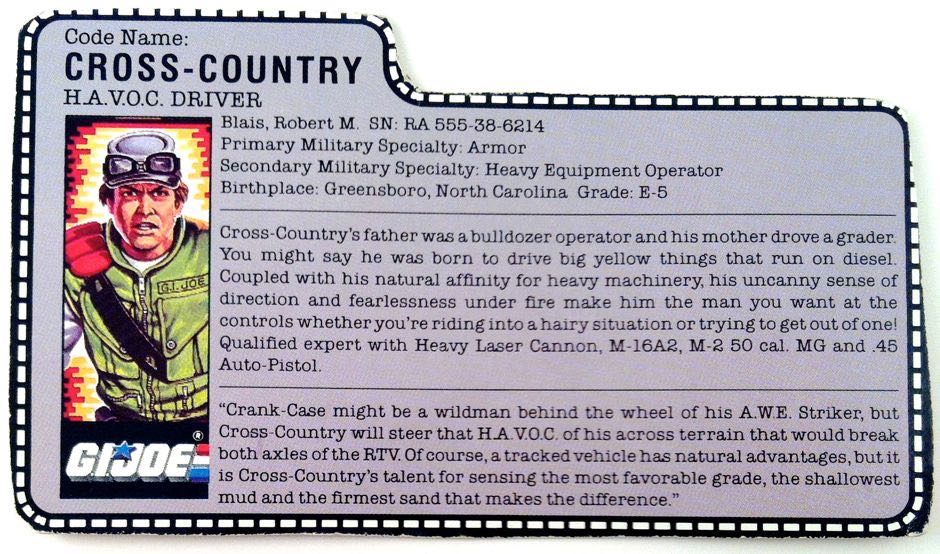 Code Name:
CROSS-COUNTRY
H.A.V.O.C. DRIVER
Blais, Robert M. SN: RA 555-38-6214
Primary Military Specialty: Armor
Secondary Military Specialty: Heavy Equipment Operator
Birthplace: Greensboro, North Carolina Grade: E-5
Cross-Country's father was a bulldozer operator and his mother drove a grader.
You might say he was born to drive big yellow things that run on diesel.
Coupled with his natural affinity for heavy machinery, his uncanny sense of
direction and fearlessness under fire make him the man you want at the
controls whether you're riding into a hairy situation or trying to get out of one!
Qualified expert with Heavy Laser Cannon, M-16A2, M-2 50 cal. MG and .45
Auto-Pistol.
"Crank-Case might be a wildman behind the wheel of his A.W.E. Striker, but
Cross-Country will steer that H.A.V.O.C. of his across terrain that would break
both axles of the RTV. Of course, a tracked vehicle has natural advantages, but it
is Cross-Country's talent for sensing the most favorable grade, the shallowest
mud and the firmest sand that makes the difference."
G.I. JOE
G.I.JOE ®